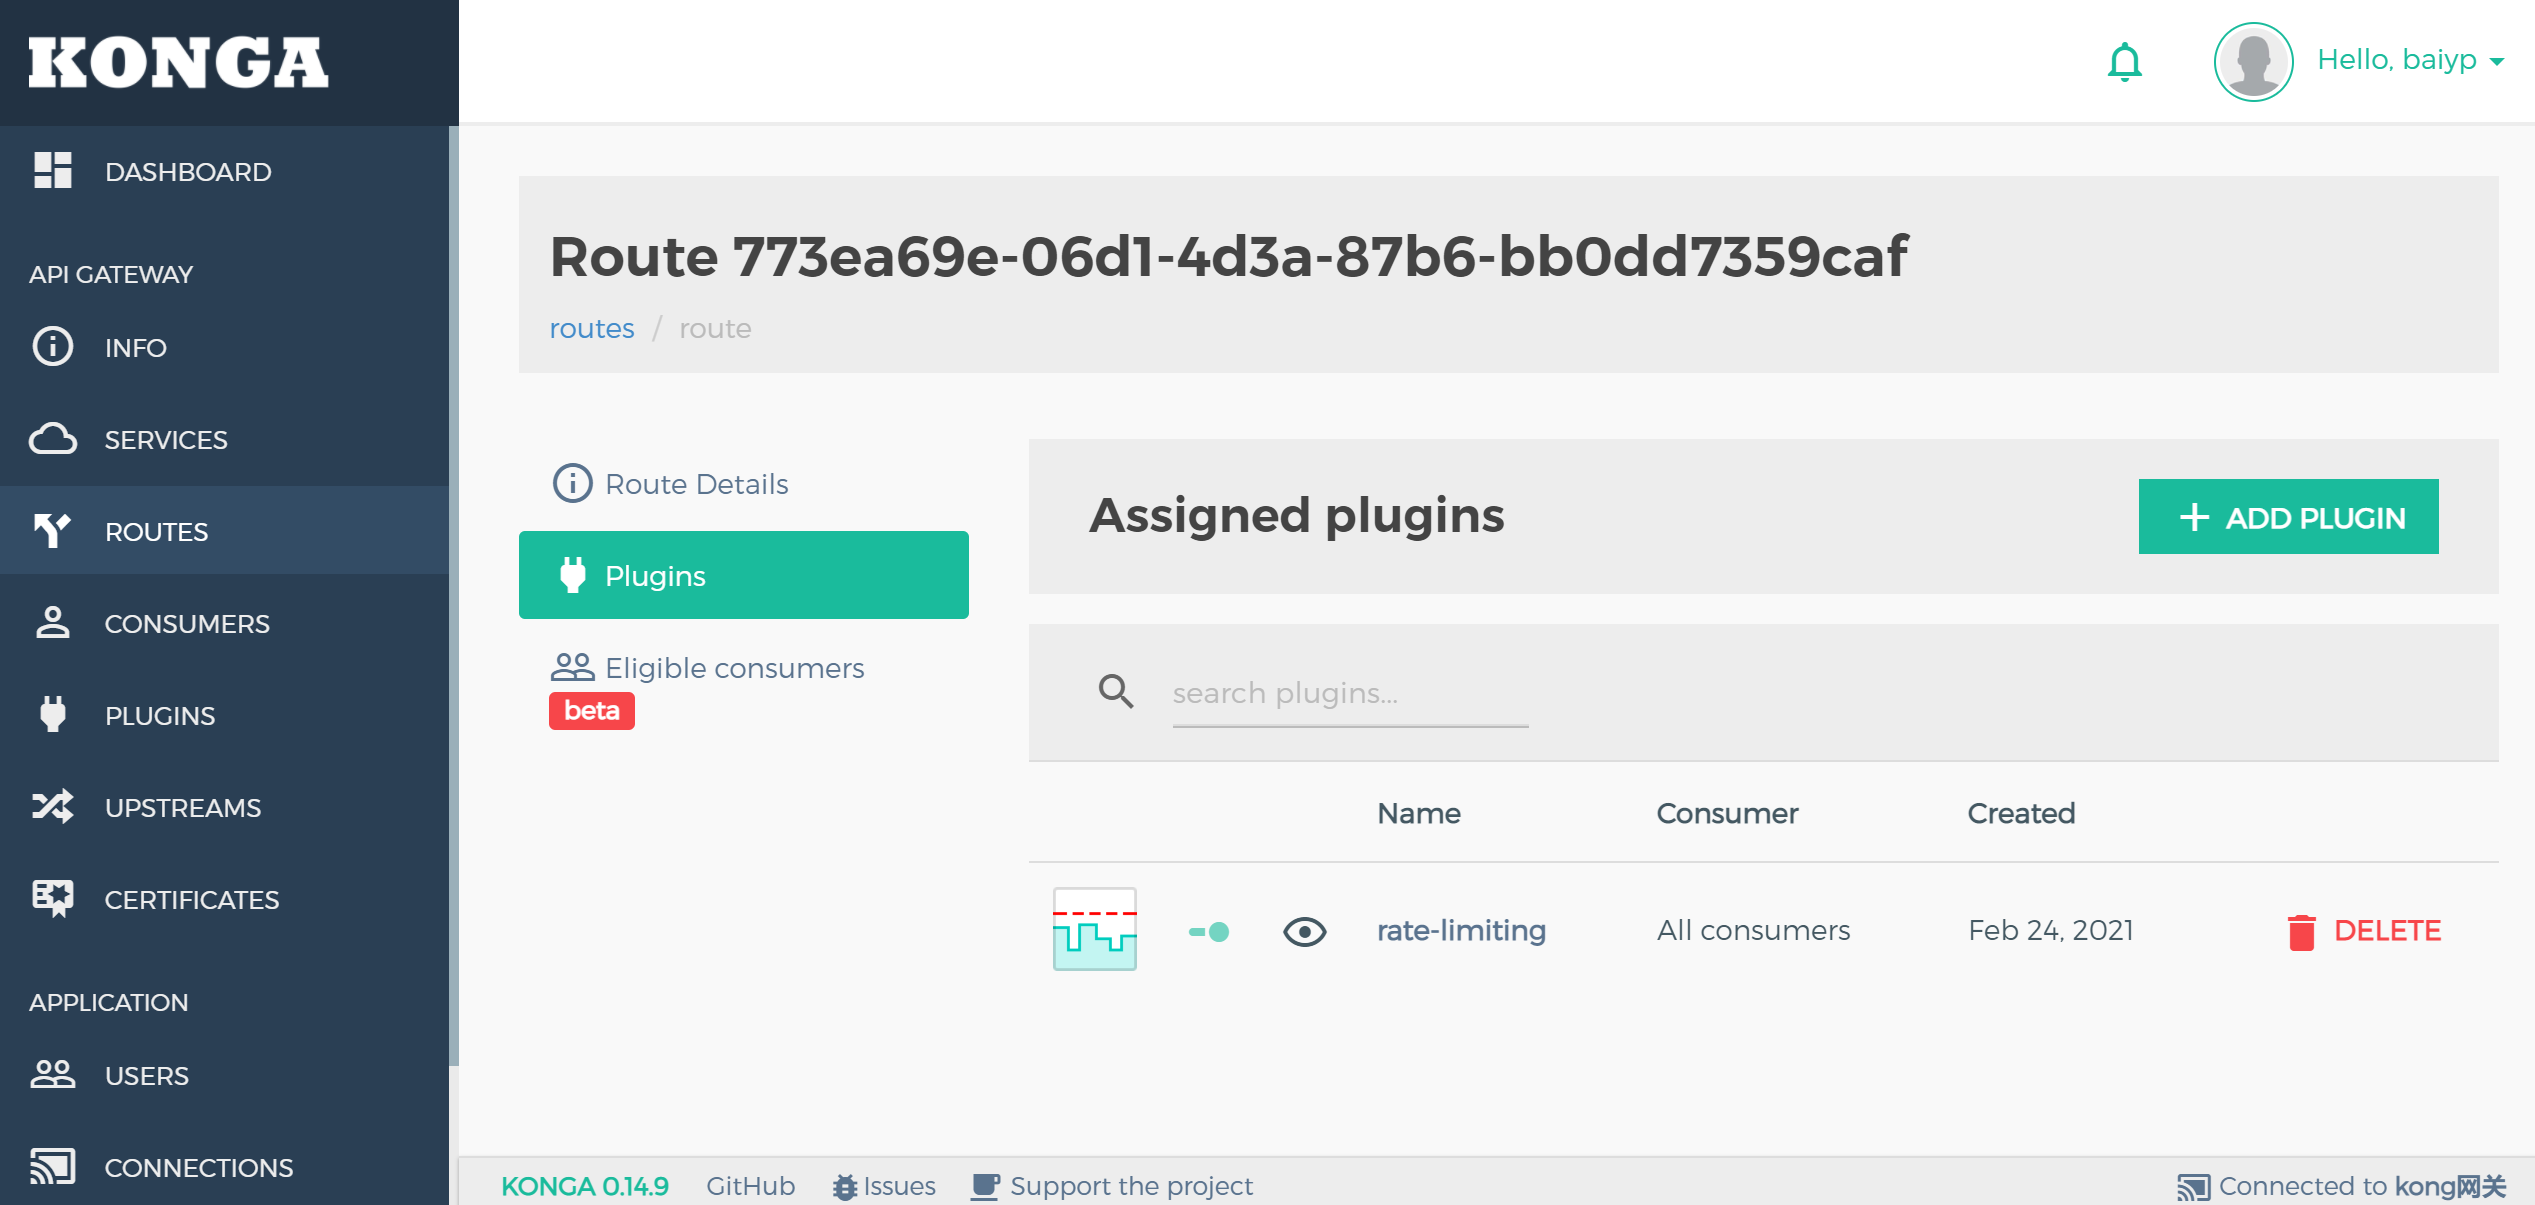 KONGA
Hello, baiyp
DASHBOARD
API GATEWAY
INFO
SERVICES
ROUTES
CONSUMERS
PLUGINS
UPSTREAMS
CERTIFICATES
APPLICATION
USERS
CONNECTIONS
Route 773ea69e-06d1-4d3a-87b6-bb0dd7359caf
routes / route
Route Details
Plugins
Eligible consumers
beta
Assigned plugins
ADD PLUGIN
search plugins...
Name Consumer Created
rate-limiting All consumers Feb 24, 2021 DELETE
KONGA 0.14.9 GitHub Issues Support the project Connected to kong网关